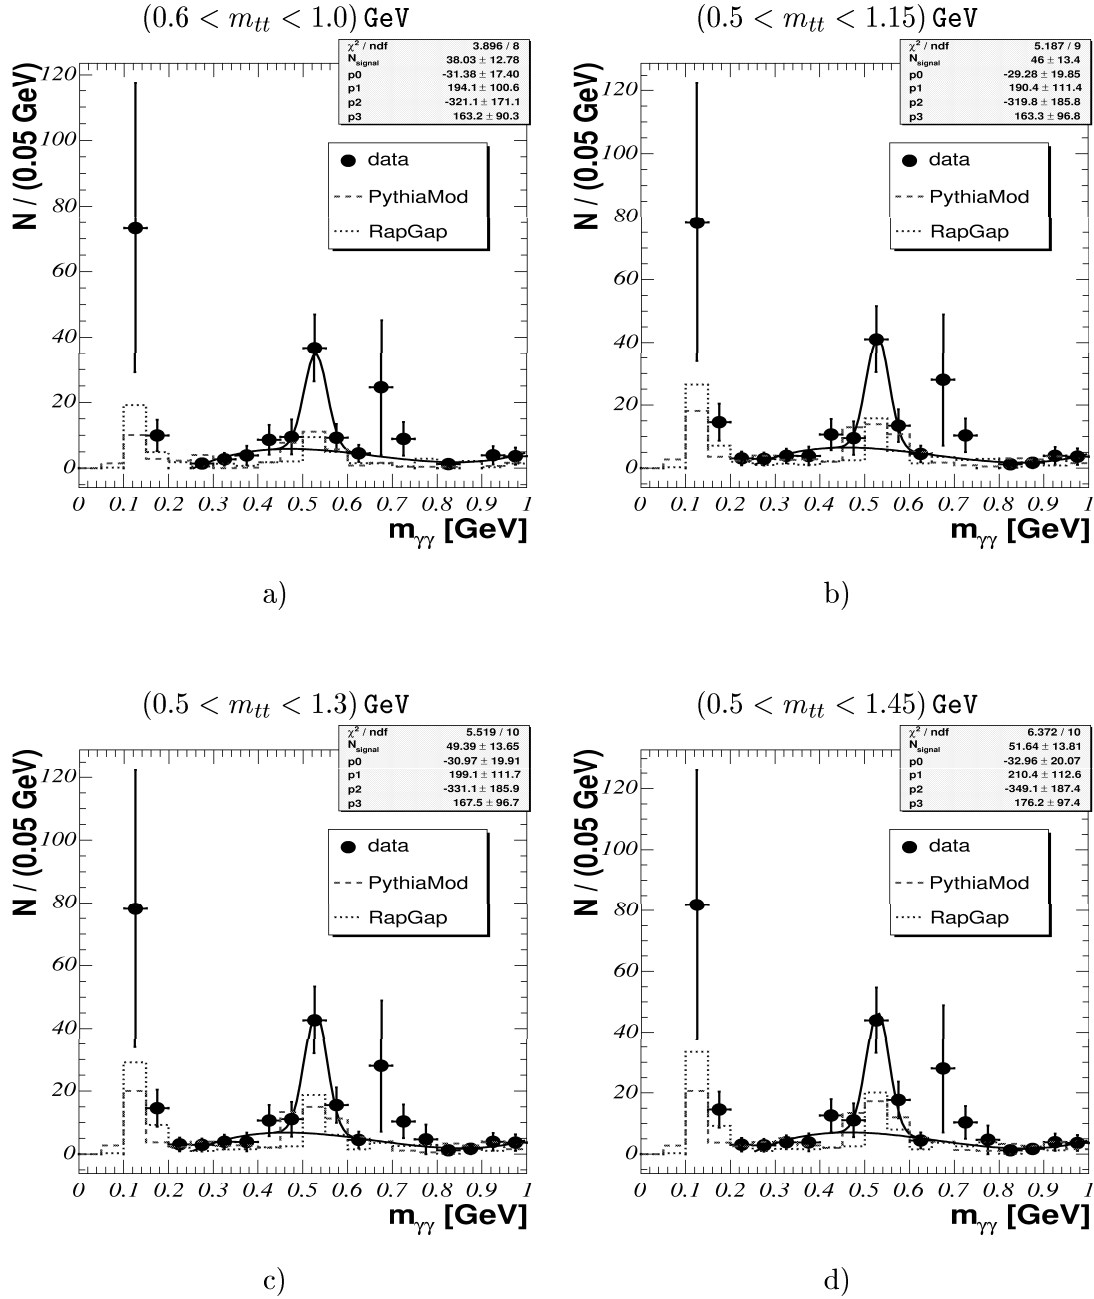 (0.6 < m_tt < 1.0) GeV
χ² / ndf 3.896 / 8
N_signal 38.03 ± 12.78
p0 -31.38 ± 17.40
p1 194.1 ± 100.6
p2 -321.1 ± 171.1
p3 163.2 ± 90.3
data
PythiaMod
RapGap
N / (0.05 GeV)
120
100
80
60
40
20
0
0 0.1 0.2 0.3 0.4 0.5 0.6 0.7 0.8 0.9 1
m_γγ [GeV]
a)
(0.5 < m_tt < 1.15) GeV
χ² / ndf 5.187 / 9
N_signal 46 ± 13.4
p0 -29.28 ± 19.85
p1 190.4 ± 111.4
p2 -319.8 ± 185.8
p3 163.3 ± 96.8
data
PythiaMod
RapGap
N / (0.05 GeV)
120
100
80
60
40
20
0
0 0.1 0.2 0.3 0.4 0.5 0.6 0.7 0.8 0.9 1
m_γγ [GeV]
b)
(0.5 < m_tt < 1.3) GeV
χ² / ndf 5.519 / 10
N_signal 49.39 ± 13.65
p0 -30.97 ± 19.91
p1 199.1 ± 111.7
p2 -331.1 ± 185.9
p3 167.5 ± 96.7
data
PythiaMod
RapGap
N / (0.05 GeV)
120
100
80
60
40
20
0
0 0.1 0.2 0.3 0.4 0.5 0.6 0.7 0.8 0.9 1
m_γγ [GeV]
c)
(0.5 < m_tt < 1.45) GeV
χ² / ndf 6.372 / 10
N_signal 51.64 ± 13.81
p0 -32.96 ± 20.07
p1 210.4 ± 112.6
p2 -349.1 ± 187.4
p3 176.2 ± 97.4
data
PythiaMod
RapGap
N / (0.05 GeV)
120
100
80
60
40
20
0
0 0.1 0.2 0.3 0.4 0.5 0.6 0.7 0.8 0.9 1
m_γγ [GeV]
d)